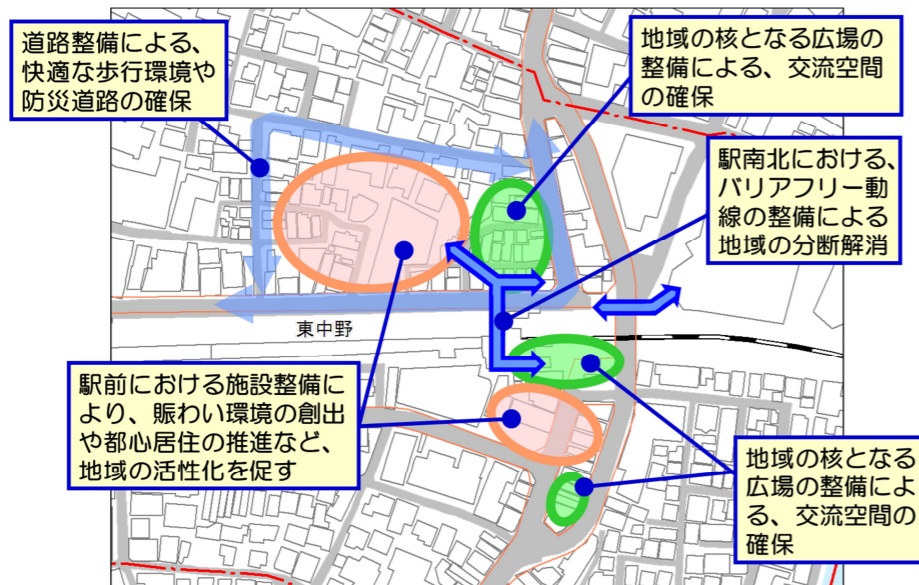 道路整備による、
快適な歩行環境や
防災道路の確保
地域の核となる広場の
整備による、交流空間
の確保
駅南北における、
バリアフリー動
線の整備による
地域の分断解消
東中野
駅前における施設整備に
より、賑わい環境の創出
や都心居住の推進など、
地域の活性化を促す
地域の核となる
広場の整備によ
る、交流空間の
確保